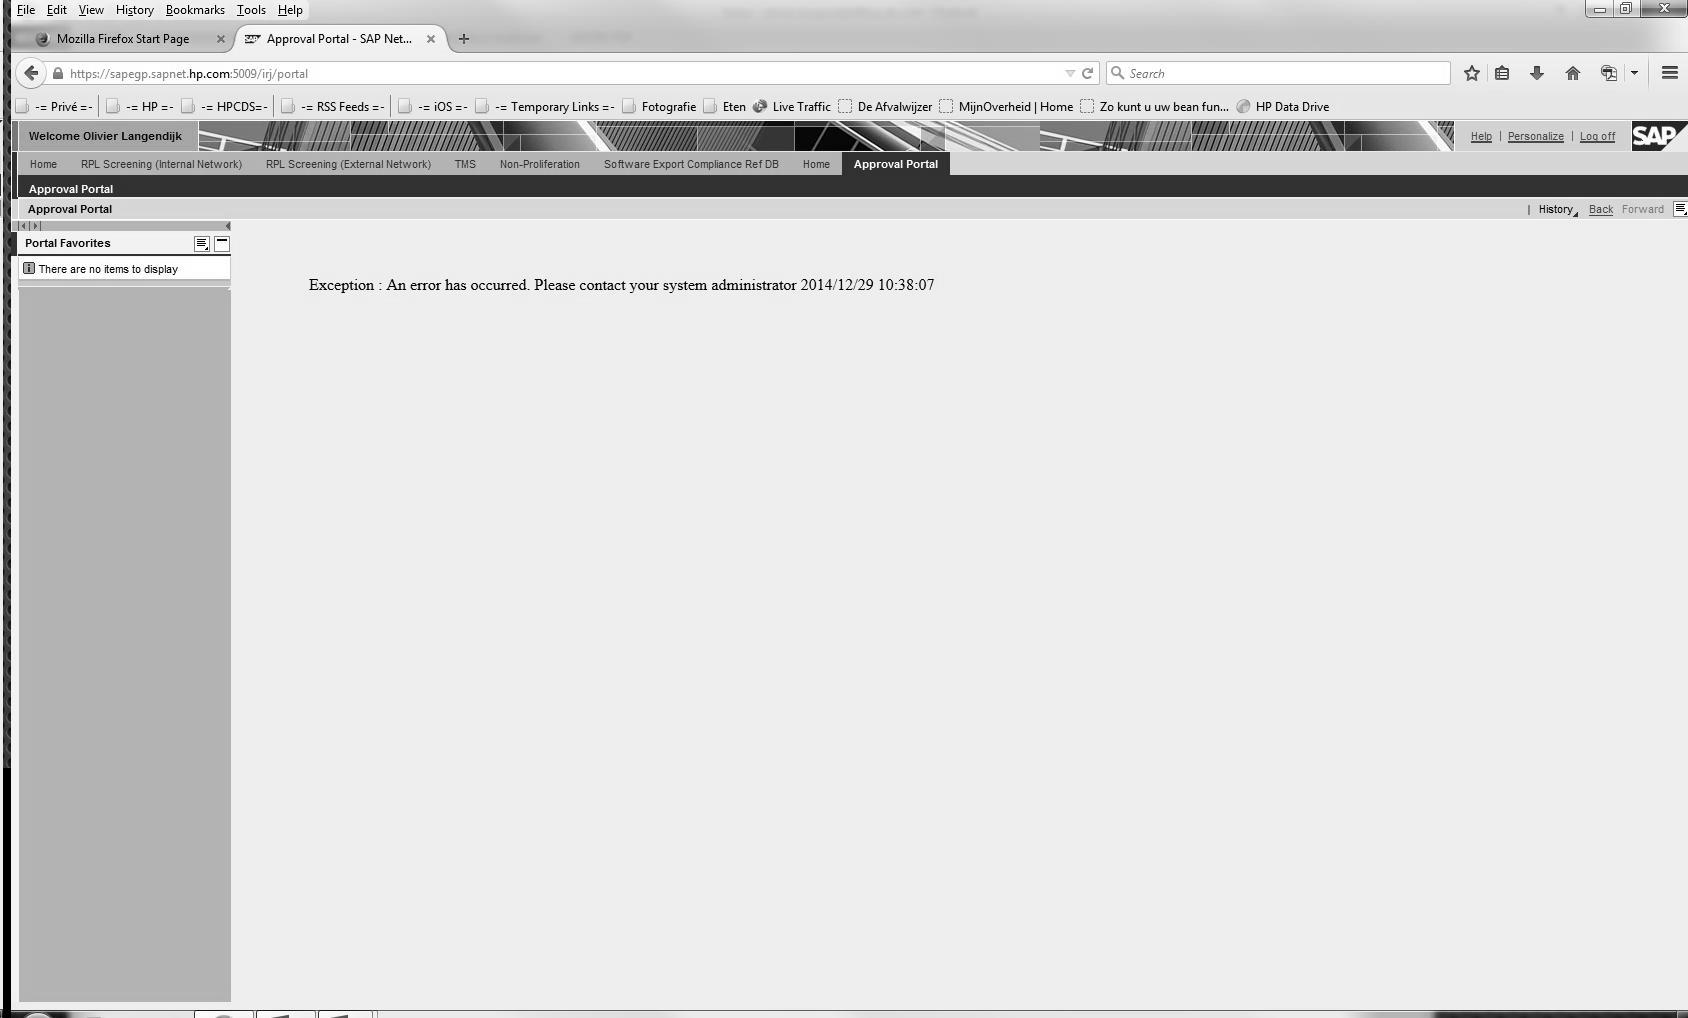 File Edit View History Bookmarks Tools Help
Mozilla Firefox Start Page × SAP Approval Portal - SAP Net... × +
https://sapegp.sapnet.hp.com:5009/irj/portal Search
-= Privé =- -= HP =- -= HPCDS=- -= RSS Feeds =- -= iOS =- -= Temporary Links =- Fotografie Eten Live Traffic De Afvalwijzer MijnOverheid | Home Zo kunt u uw bean fun... HP Data Drive
Welcome Olivier Langendijk Help | Personalize | Log off SAP
Home RPL Screening (Internal Network) RPL Screening (External Network) TMS Non-Proliferation Software Export Compliance Ref DB Home Approval Portal
Approval Portal
Approval Portal | History Back Forward
Portal Favorites
There are no items to display
Exception : An error has occurred. Please contact your system administrator 2014/12/29 10:38:07